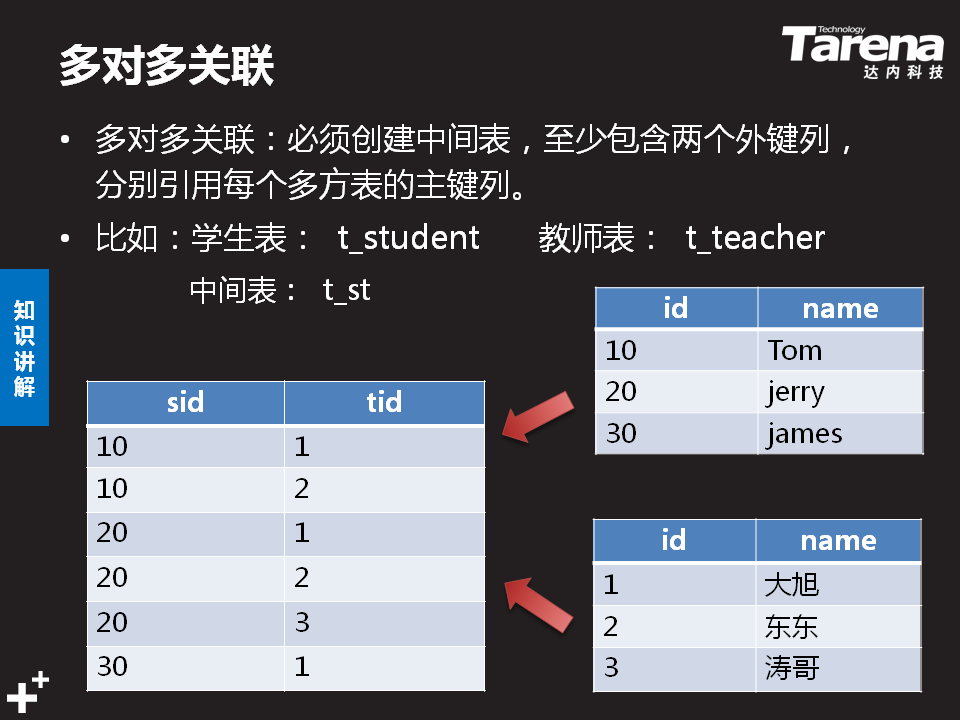 多对多关联
Technology
Tarena
达内科技
• 多对多关联：必须创建中间表，至少包含两个外键列，
分别引用每个多方表的主键列。
• 比如：学生表： t_student 教师表： t_teacher
中间表： t_st
知识讲解
id name
10 Tom
20 jerry
30 james
sid tid
10 1
10 2
20 1
20 2
20 3
30 1
id name
1 大旭
2 东东
3 涛哥